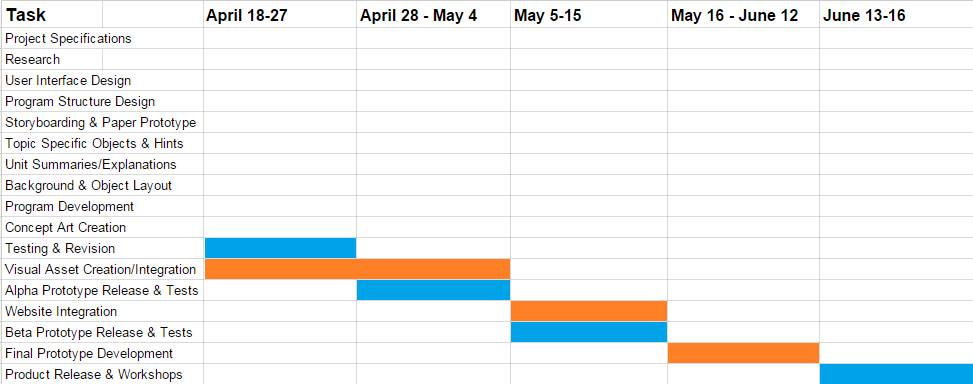 Task April 18-27 April 28 - May 4 May 5-15 May 16 - June 12 June 13-16
Project Specifications
Research
User Interface Design
Program Structure Design
Storyboarding & Paper Prototype
Topic Specific Objects & Hints
Unit Summaries/Explanations
Background & Object Layout
Program Development
Concept Art Creation
Testing & Revision
Visual Asset Creation/Integration
Alpha Prototype Release & Tests
Website Integration
Beta Prototype Release & Tests
Final Prototype Development
Product Release & Workshops